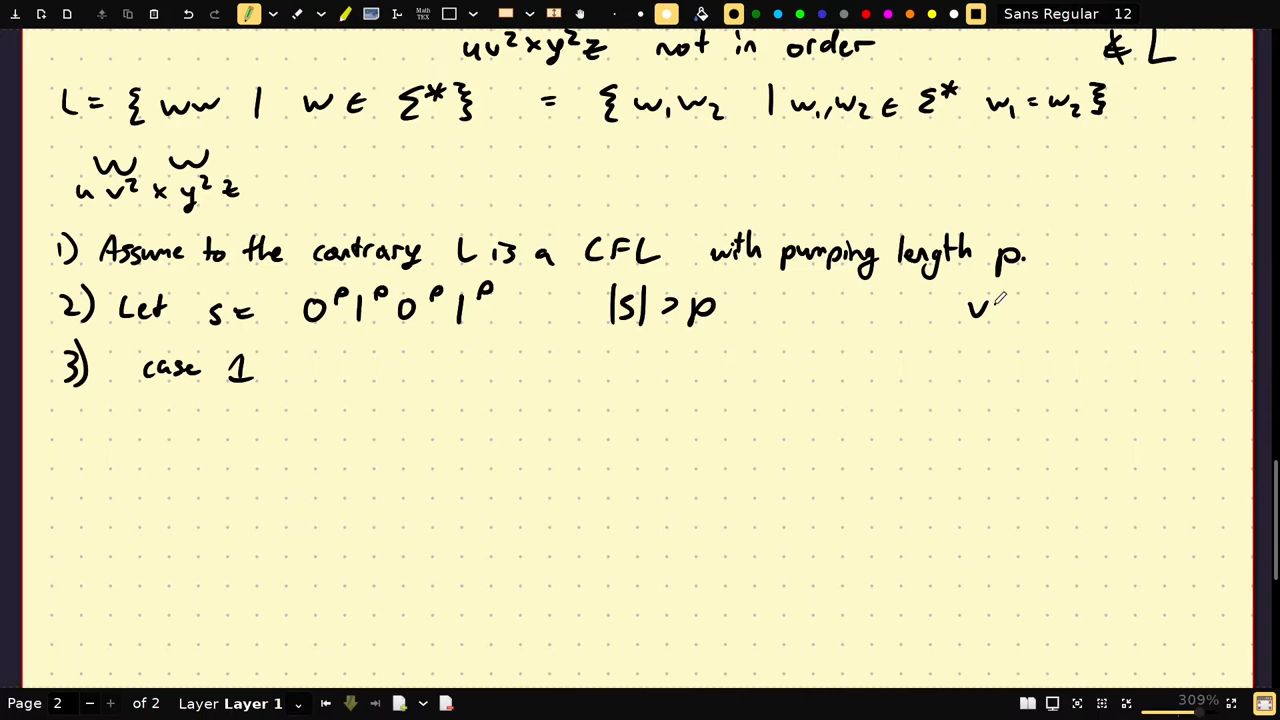 Math
TEX
Sans Regular 12
uv²xy²z not in order ∉ L
L = { ww | w ∈ Σ* } = { w₁w₂ | w₁,w₂ ∈ Σ* w₁ = w₂ }
w w
u v² x y² z
1) Assume to the contrary L is a CFL with pumping length p.
2) Let s = 0ᵖ1ᵖ0ᵖ1ᵖ |s| > p v
3) case 1
Page 2 of 2 Layer Layer 1 309%